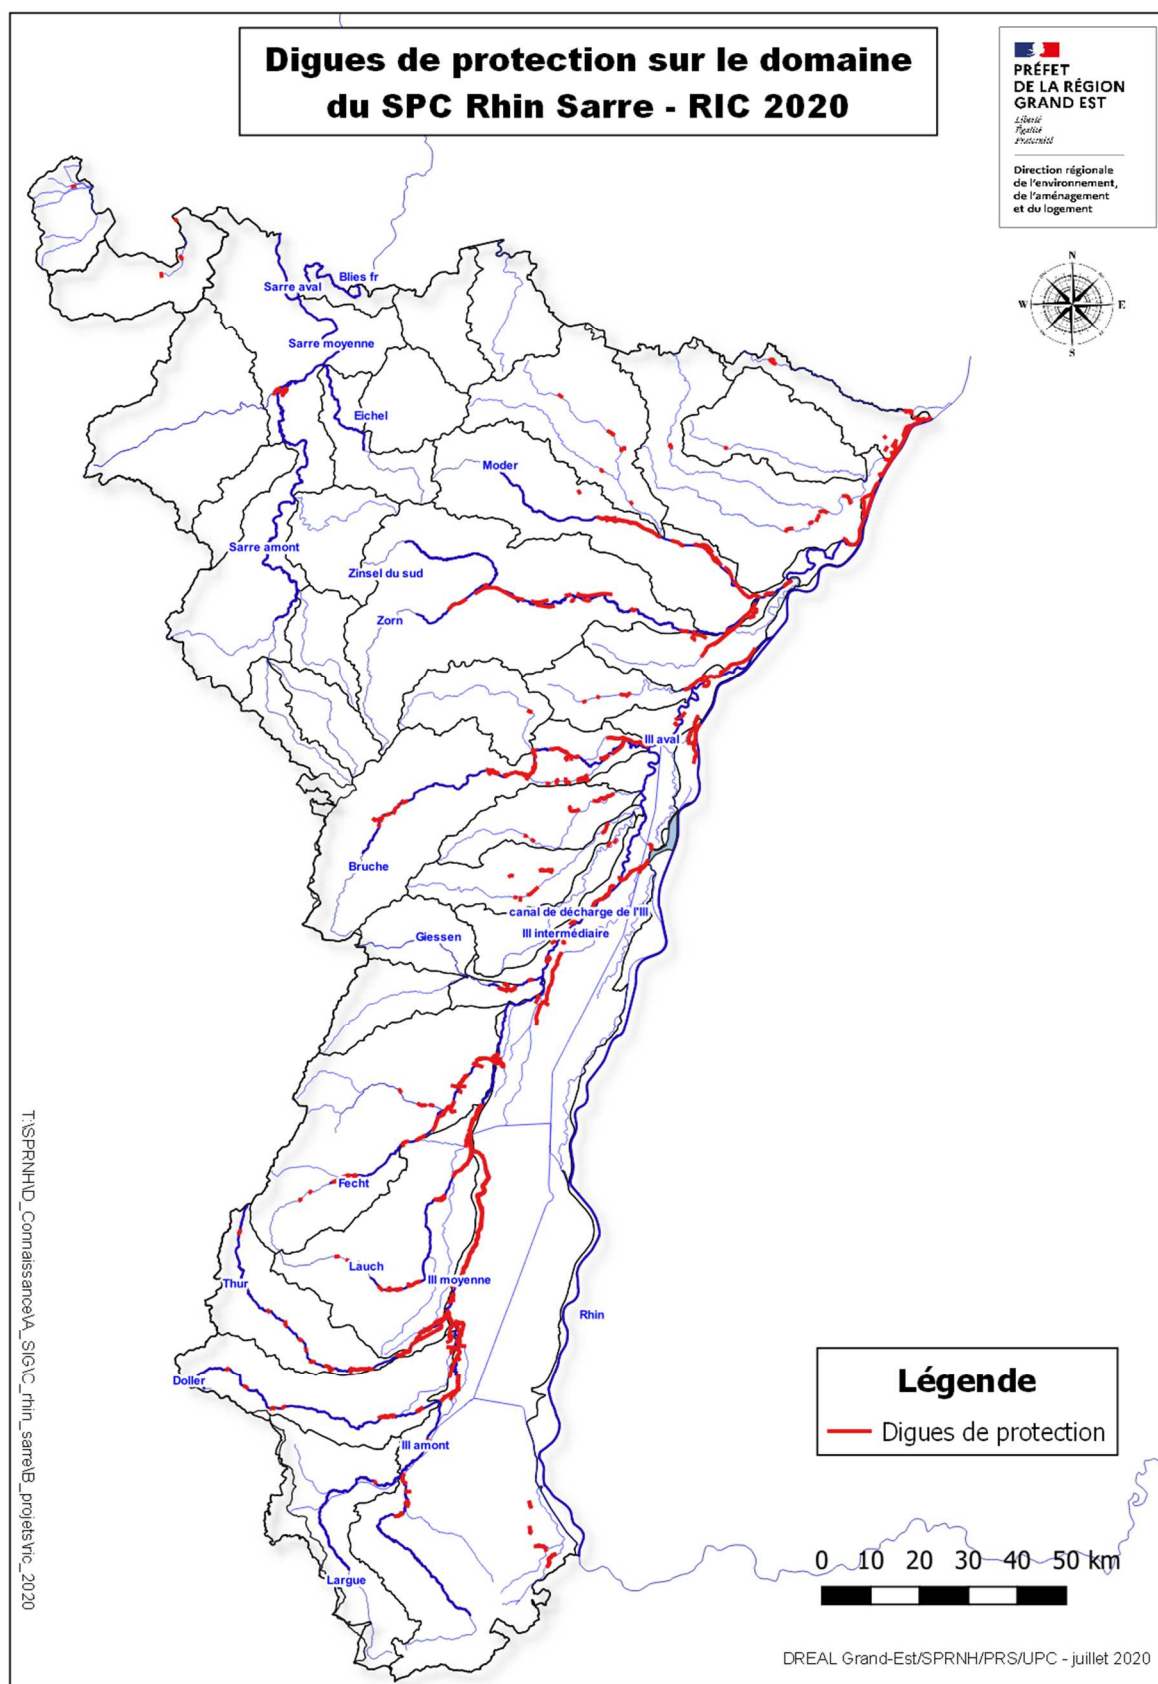 Digues de protection sur le domaine
du SPC Rhin Sarre - RIC 2020
PRÉFET
DE LA RÉGION
GRAND EST
Liberté
Égalité
Fraternité
Direction régionale
de l'environnement,
de l'aménagement
et du logement
N
W
E
S
Blies fr
Sarre aval
Sarre moyenne
Eichel
Moder
Sarre amont
Zinsel du sud
Zorn
Ill aval
Bruche
canal de décharge de l'Ill
Ill intermédiaire
Giessen
Fecht
Lauch
Ill moyenne
Thur
Rhin
Doller
Ill amont
Largue
Légende
Digues de protection
0 10 20 30 40 50 km
T:\SPRNH\D_Connaissance\A_SIG\C_rhin_sarre\B_projets\ric_2020
DREAL Grand-Est/SPRNH/PRS/UPC - juillet 2020